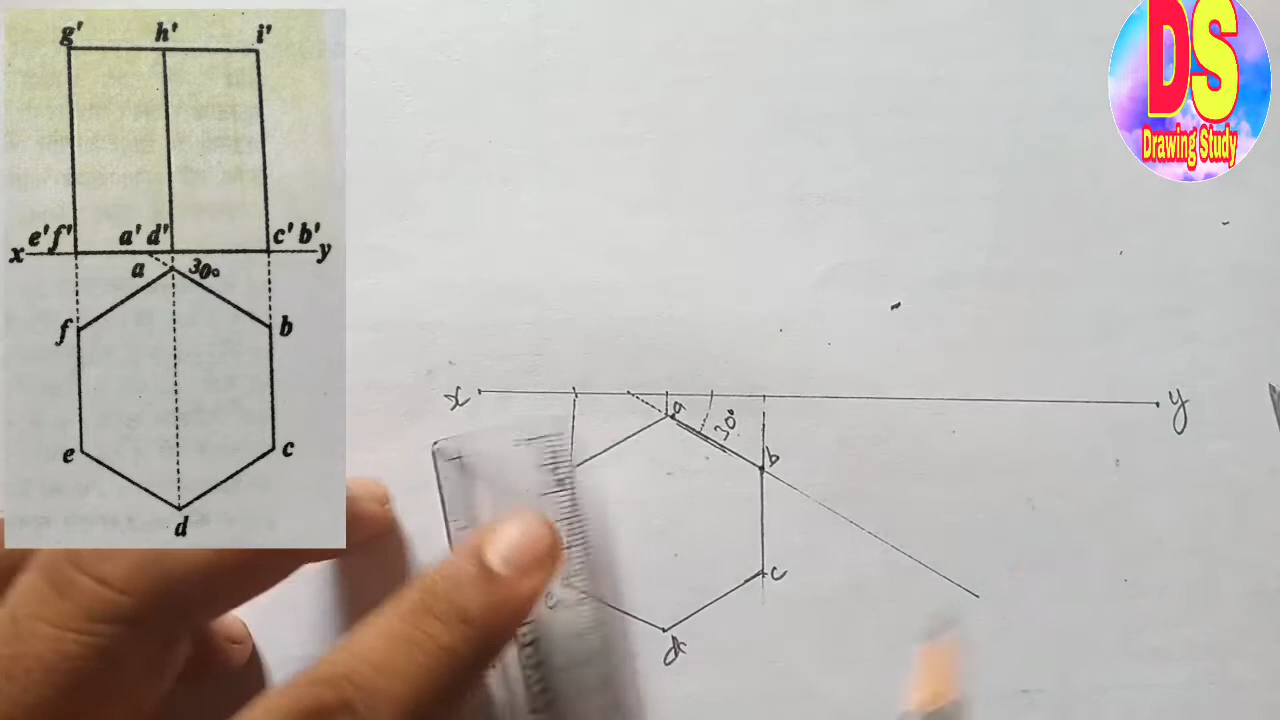 g' h' i'
x e'f' a' d' c' b' y
a 30°
f b
e c
d
DS
Drawing Study
x y
a
30°
b
c
e
d